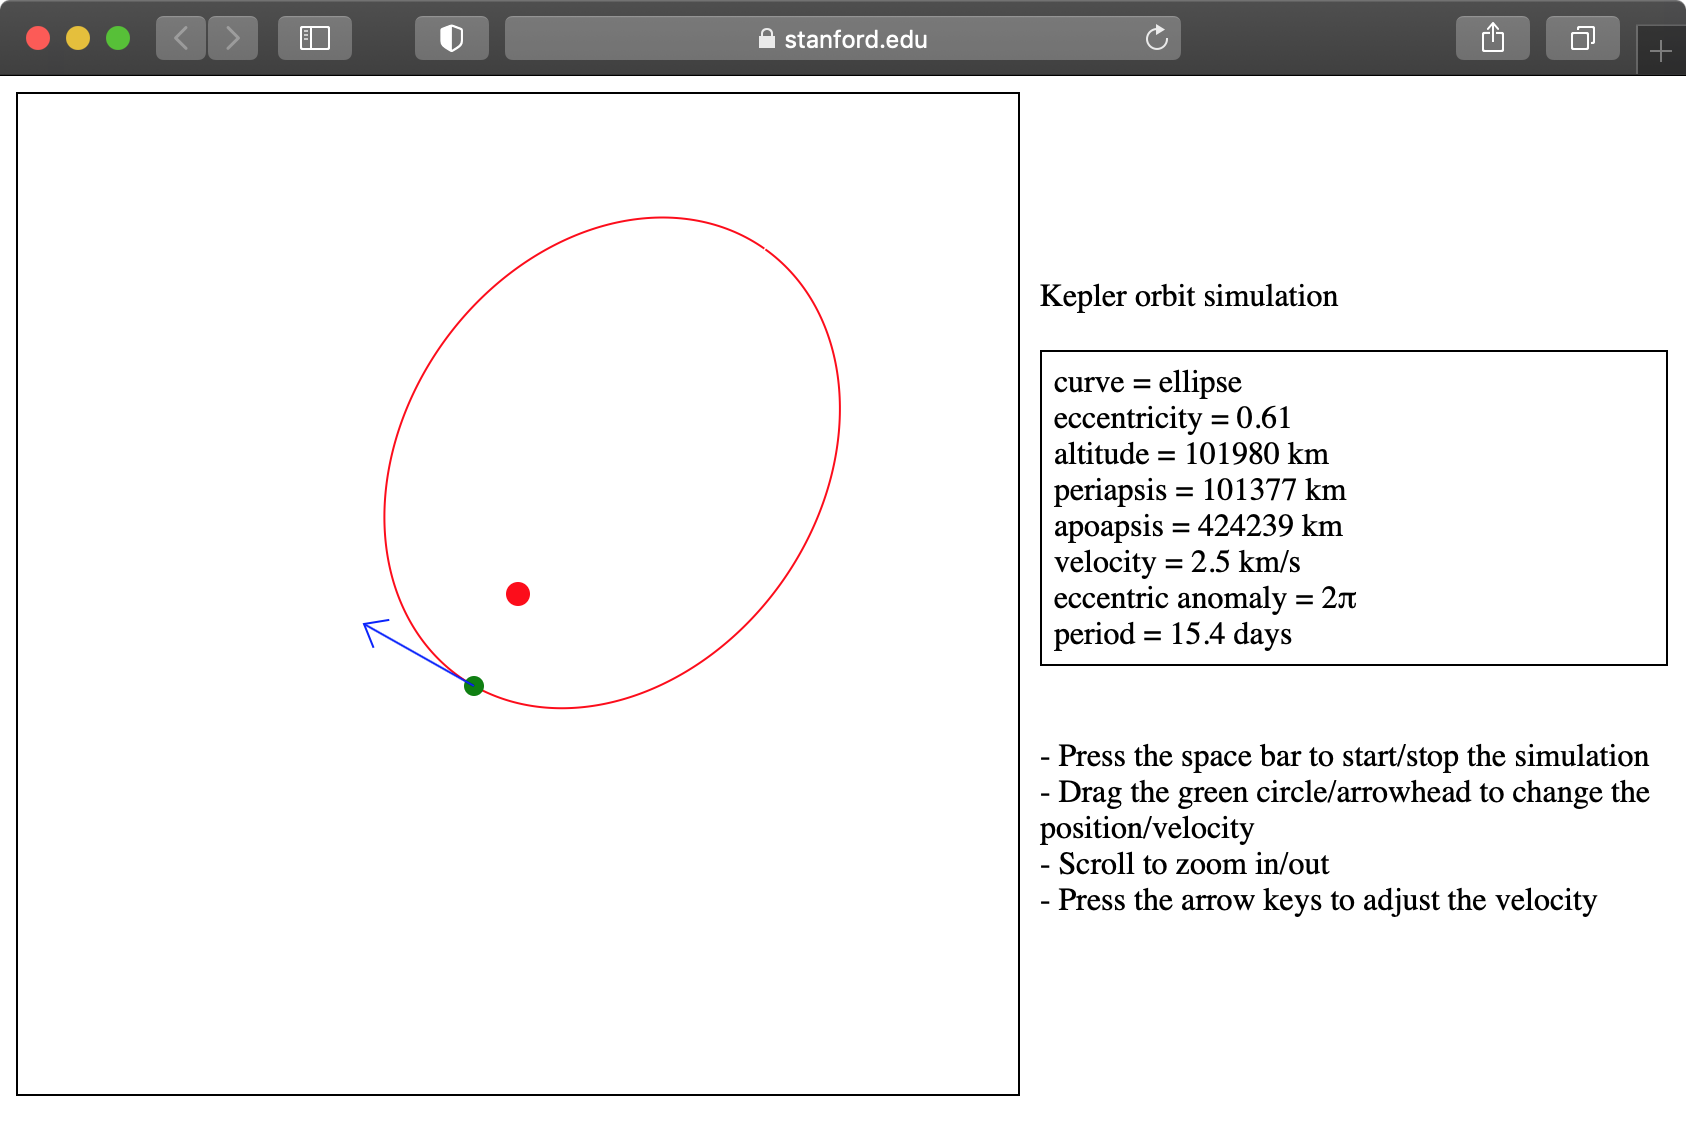 stanford.edu
Kepler orbit simulation
curve = ellipse
eccentricity = 0.61
altitude = 101980 km
periapsis = 101377 km
apoapsis = 424239 km
velocity = 2.5 km/s
eccentric anomaly = 2π
period = 15.4 days
- Press the space bar to start/stop the simulation
- Drag the green circle/arrowhead to change the
position/velocity
- Scroll to zoom in/out
- Press the arrow keys to adjust the velocity